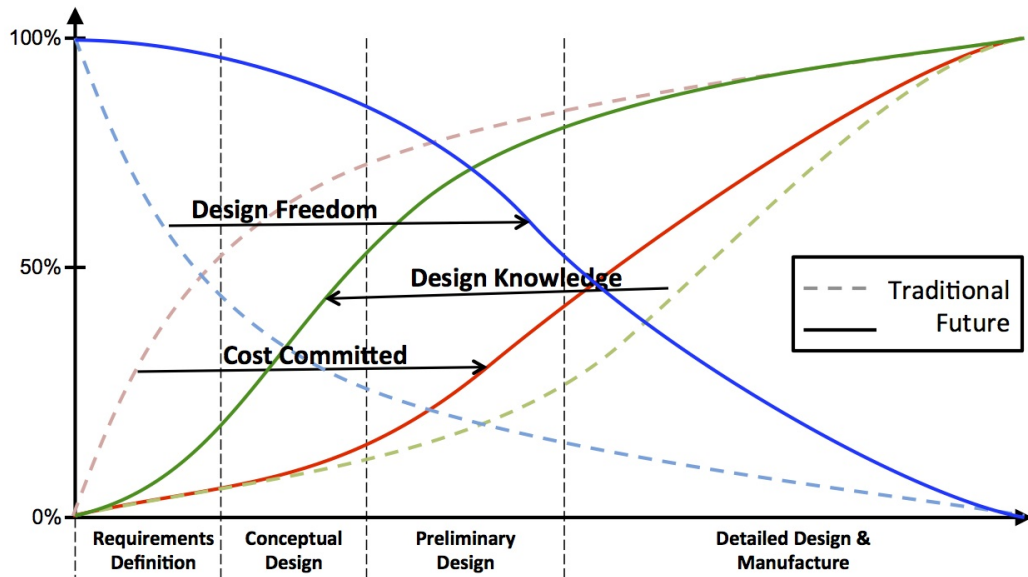 100%
Design Freedom
50%
Design Knowledge
Traditional
Future
Cost Committed
0%
Requirements
Definition
Conceptual
Design
Preliminary
Design
Detailed Design &
Manufacture